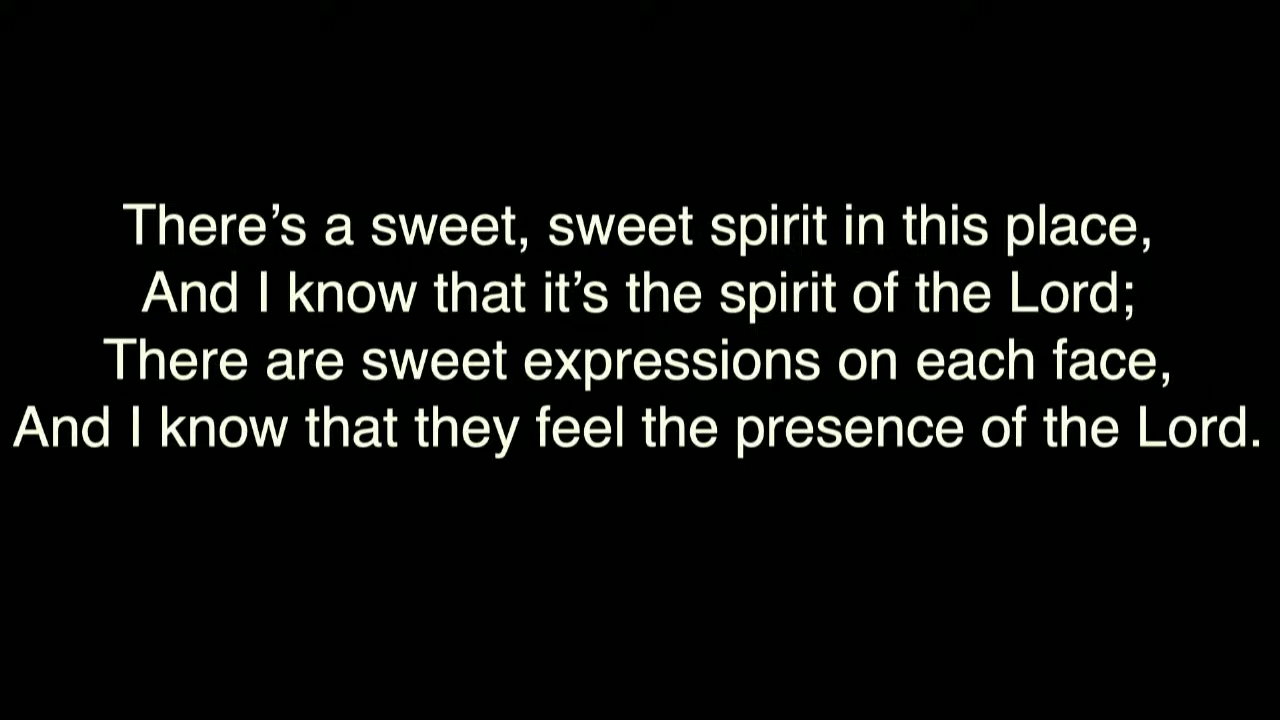 There’s a sweet, sweet spirit in this place,
And I know that it’s the spirit of the Lord;
There are sweet expressions on each face,
And I know that they feel the presence of the Lord.